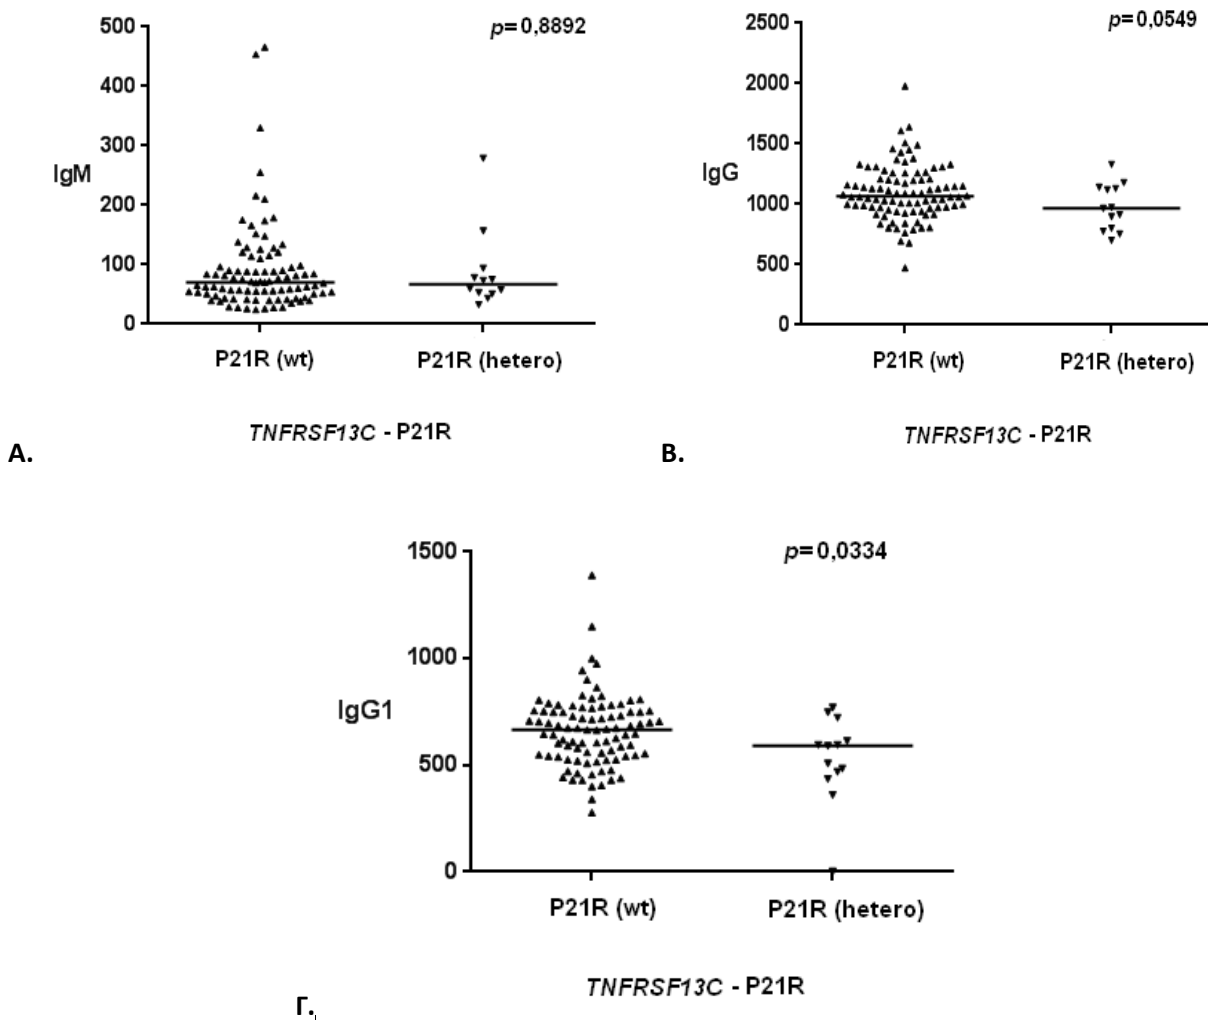 p=0,8892
500
400
300
IgM
200
100
0
P21R (wt) P21R (hetero)
TNFRSF13C - P21R
A.
p=0,0549
2500
2000
1500
IgG
1000
500
0
P21R (wt) P21R (hetero)
TNFRSF13C - P21R
B.
p=0,0334
1500
1000
IgG1
500
0
P21R (wt) P21R (hetero)
TNFRSF13C - P21R
Γ.